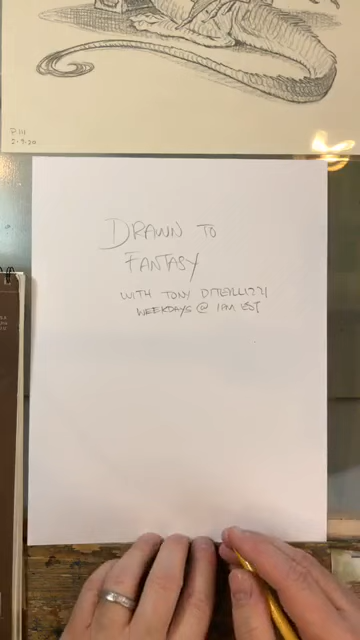 DRAWN TO
FANTASY
WITH TONY DITERLIZZI
WEEKDAYS @ 1PM EST